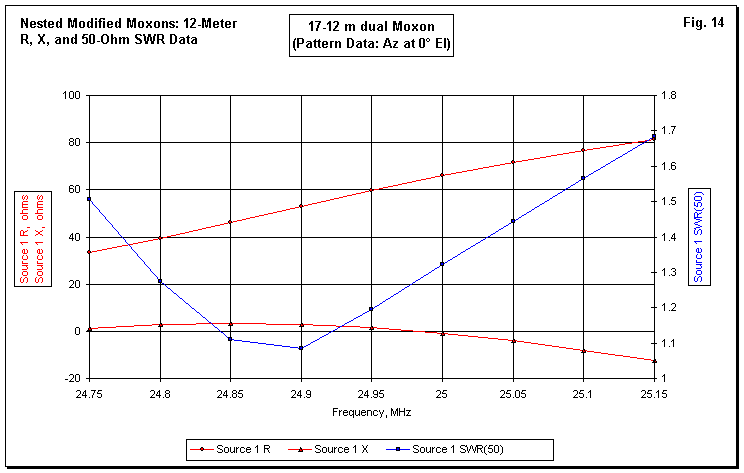 Nested Modified Moxons: 12-Meter
R, X, and 50-Ohm SWR Data
17-12 m dual Moxon
(Pattern Data: Az at 0° El)
Fig. 14
100
80
60
40
20
0
-20
Source 1 R, ohms
Source 1 X, ohms
1.8
1.7
1.6
1.5
1.4
1.3
1.2
1.1
1
Source 1 SWR(50)
24.75
24.8
24.85
24.9
24.95
25
25.05
25.1
25.15
Frequency, MHz
Source 1 R
Source 1 X
Source 1 SWR(50)